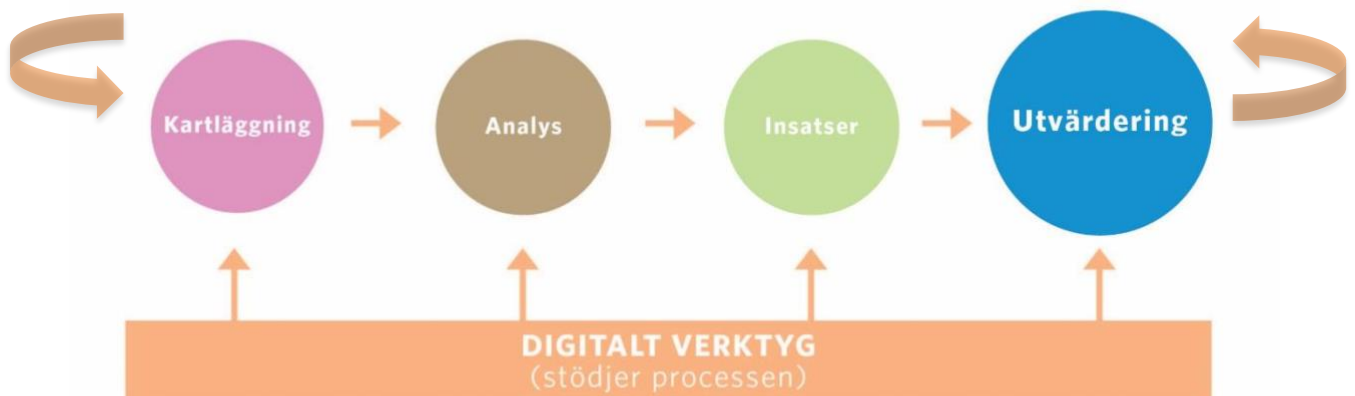 Kartläggning
Analys
Insatser
Utvärdering
DIGITALT VERKTYG
(stödjer processen)